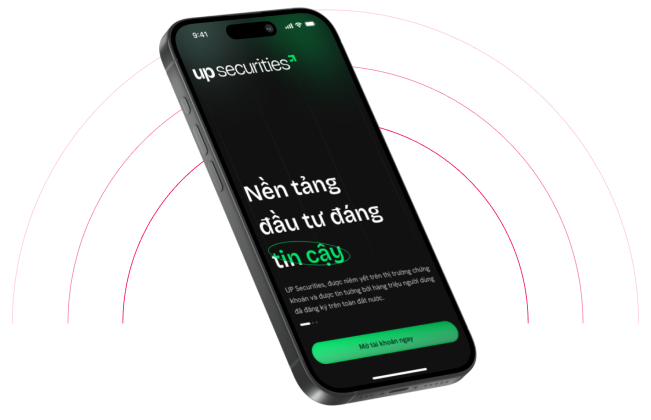 9:41
up securities
Nền tảng
đầu tư đáng
tin cậy
UP Securities, được niêm yết trên thị trường chứng
khoán và được tin tưởng bởi hàng triệu người dùng
đã đăng ký trên toàn đất nước.
Mở tài khoản ngay